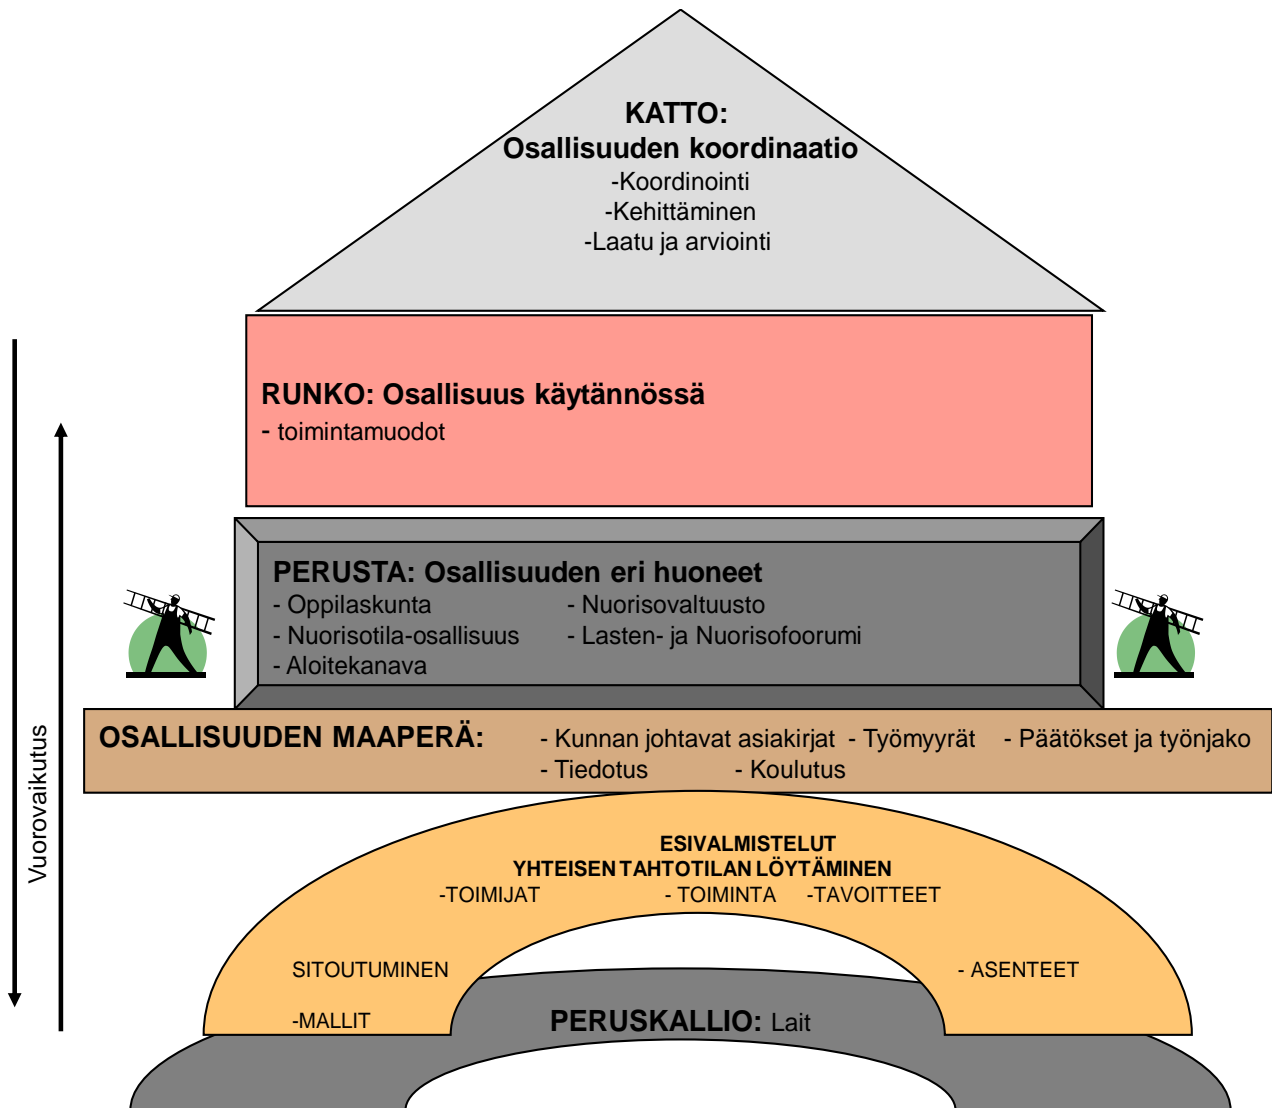 KATTO:
Osallisuuden koordinaatio
-Koordinointi
-Kehittäminen
-Laatu ja arviointi
RUNKO: Osallisuus käytännössä
- toimintamuodot
PERUSTA: Osallisuuden eri huoneet
- Oppilaskunta - Nuorisovaltuusto
- Nuorisotila-osallisuus - Lasten- ja Nuorisofoorumi
- Aloitekanava
OSALLISUUDEN MAAPERÄ: - Kunnan johtavat asiakirjat - Työmyyrät - Päätökset ja työnjako
- Tiedotus - Koulutus
Vuorovaikutus
ESIVALMISTELUT
YHTEISEN TAHTOTILAN LÖYTÄMINEN
-TOIMIJAT - TOIMINTA -TAVOITTEET
SITOUTUMINEN - ASENTEET
-MALLIT
PERUSKALLIO: Lait